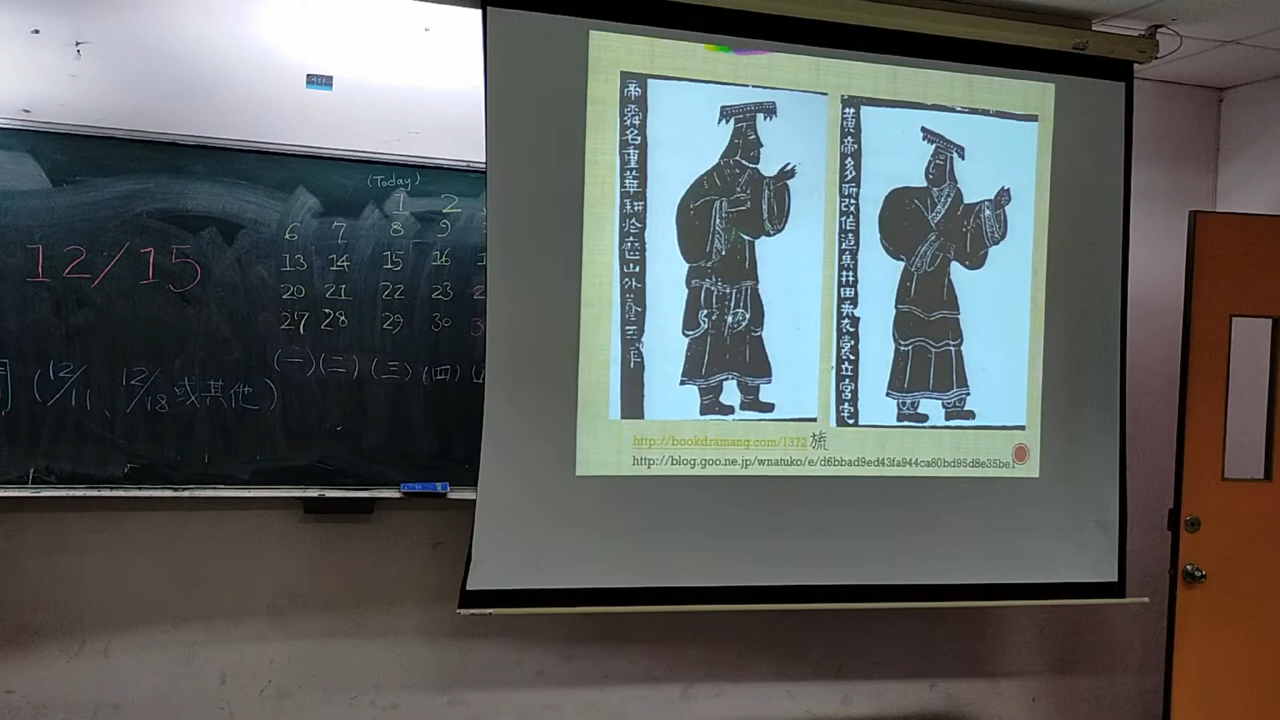 (Today)
1 2
6 7 8 9
12/15
13 14 15 16
20 21 22 23
27 28 29 30
(一)(二)(三)(四)
(12/11、12/18或其他)
帝舜名重華耕於歷山外養三年
黃帝多所改作造兵井田垂衣裳立宮宅
http://bookdramang.com/1372
旒
http://blog.goo.ne.jp/wnatuko/e/d6bbad9ed43fa944ca80bd95d8e35be1